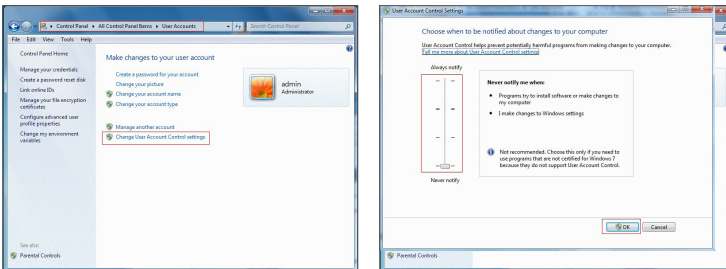 Control Panel ▸ All Control Panel Items ▸ User Accounts
Search Control Panel
File Edit View Tools Help
Control Panel Home
Manage your credentials
Create a password reset disk
Link online IDs
Manage your file encryption
certificates
Configure advanced user
profile properties
Change my environment
variables
See also
Parental Controls
Make changes to your user account
Create a password for your account
Change your picture
Change your account name
Change your account type
Manage another account
Change User Account Control settings
admin
Administrator
User Account Control Settings
Choose when to be notified about changes to your computer
User Account Control helps prevent potentially harmful programs from making changes to your computer.
Tell me more about User Account Control settings
Always notify
Never notify me when:
• Programs try to install software or make changes to
my computer
• I make changes to Windows settings
Not recommended. Choose this only if you need to
use programs that are not certified for Windows 7
because they do not support User Account Control.
Never notify
OK Cancel
Parental Controls